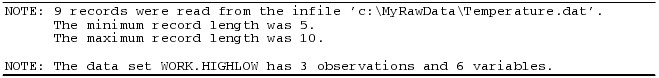 NOTE: 9 records were read from the infile 'c:\MyRawData\Temperature.dat'.
The minimum record length was 5.
The maximum record length was 10.
NOTE: The data set WORK.HIGHLOW has 3 observations and 6 variables.